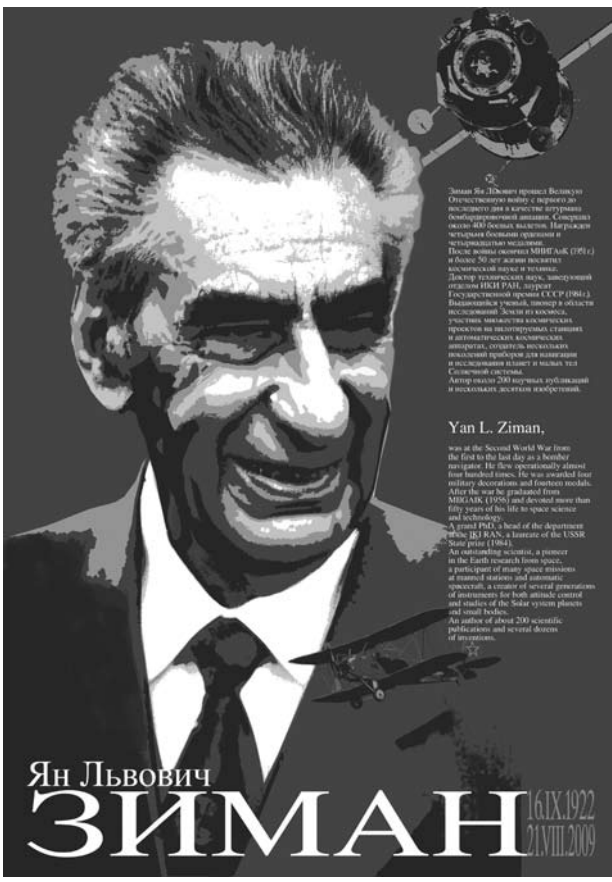 Зиман Ян Львович прошел Великую
Отечественную войну с первого до
последнего дня в качестве штурмана
бомбардировочной авиации. Совершил
около 400 боевых вылетов. Награжден
четырьмя боевыми орденами и
четырнадцатью медалями.
После войны окончил МИИГАиК (1951 г.)
и более 50 лет жизни посвятил
космической науке и технике.
Доктор технических наук, заведующий
отделом ИКИ РАН, лауреат
Государственной премии СССР (1984 г.).
Выдающийся ученый, пионер в области
исследований Земли из космоса,
участник множества космических
проектов на пилотируемых станциях
и автоматических космических
аппаратах, создатель нескольких
поколений приборов для навигации
и исследования планет и малых тел
Солнечной системы.
Автор около 200 научных публикаций
и нескольких десятков изобретений.
Yan L. Ziman,
was at the Second World War from
the first to the last day as a bomber
navigator. He flew operationally almost
four hundred times. He was awarded four
military decorations and fourteen medals.
After the war he graduated from
MIIGAIK (1956) and devoted more than
fifty years of his life to space science
and technology.
A grand PhD, a head of the department
of the IKI RAN, a laureate of the USSR
State prize (1984).
An outstanding scientist, a pioneer
in the Earth research from space,
a participant of many space missions
at manned stations and automatic
spacecraft, a creator of several generations
of instruments for both attitude control
and studies of the Solar system planets
and small bodies.
An author of about 200 scientific
publications and several dozens
of inventions.
Ян Львович
ЗИМАН
16.IX.1922
21.VIII.2009